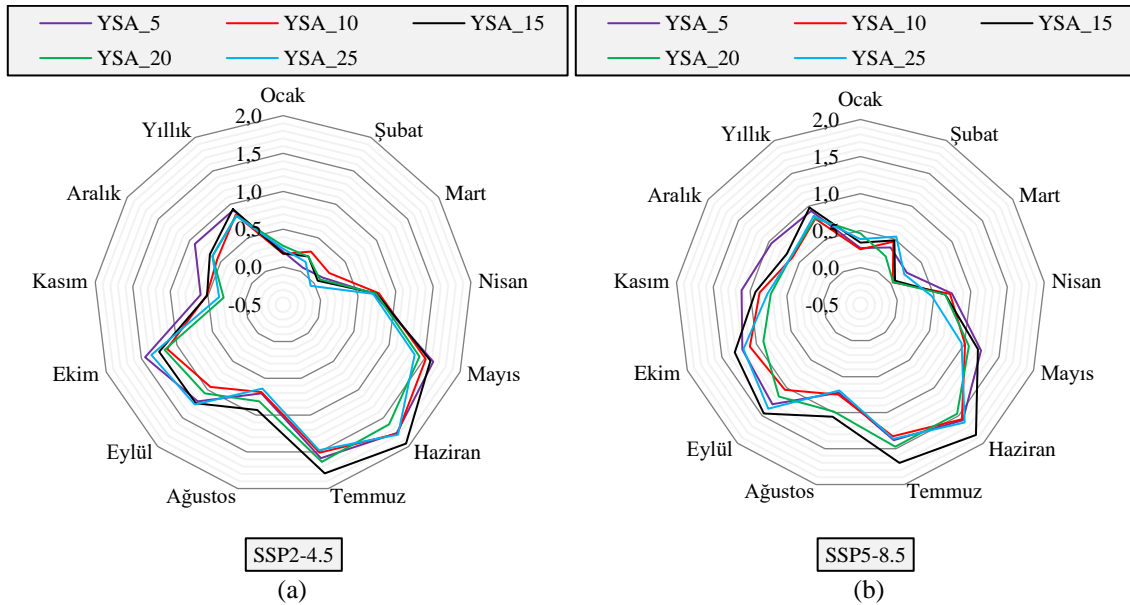 YSA_5 YSA_10 YSA_15
YSA_20 YSA_25
Ocak
Şubat
Mart
Nisan
Mayıs
Haziran
Temmuz
Ağustos
Eylül
Ekim
Kasım
Aralık
Yıllık
2,0
1,5
1,0
0,5
0,0
-0,5
SSP2-4.5
(a)
YSA_5 YSA_10 YSA_15
YSA_20 YSA_25
Ocak
Şubat
Mart
Nisan
Mayıs
Haziran
Temmuz
Ağustos
Eylül
Ekim
Kasım
Aralık
Yıllık
2,0
1,5
1,0
0,5
0,0
-0,5
SSP5-8.5
(b)